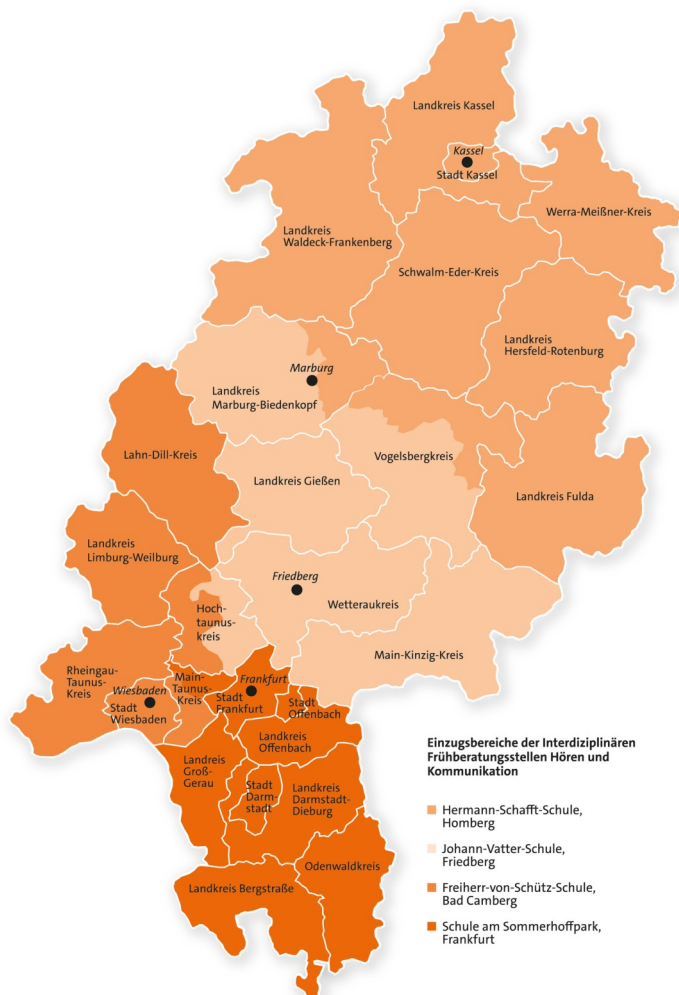 Landkreis Kassel
Kassel
Stadt Kassel
Werra-Meißner-Kreis
Landkreis
Waldeck-Frankenberg
Schwalm-Eder-Kreis
Landkreis
Hersfeld-Rotenburg
Marburg
Landkreis
Marburg-Biedenkopf
Lahn-Dill-Kreis
Vogelsbergkreis
Landkreis Gießen
Landkreis Fulda
Landkreis
Limburg-Weilburg
Friedberg
Wetteraukreis
Hoch-
taunus-
kreis
Main-Kinzig-Kreis
Rheingau-
Taunus-
Kreis
Wiesbaden
Stadt
Wiesbaden
Main-
Taunus-
Kreis
Frankfurt
Stadt
Frankfurt
Stadt
Offenbach
Landkreis
Offenbach
Landreis
Groß-
Gerau
Stadt
Darm-
stadt
Landkreis
Darmstadt-
Dieburg
Odenwaldkreis
Landkreis Bergstraße
Einzugsbereiche der Interdiziplinären
Frühberatungsstellen Hören und
Kommunikation
Hermann-Schafft-Schule,
Homberg
Johann-Vatter-Schule,
Friedberg
Freiherr-von-Schütz-Schule,
Bad Camberg
Schule am Sommerhoffpark,
Frankfurt